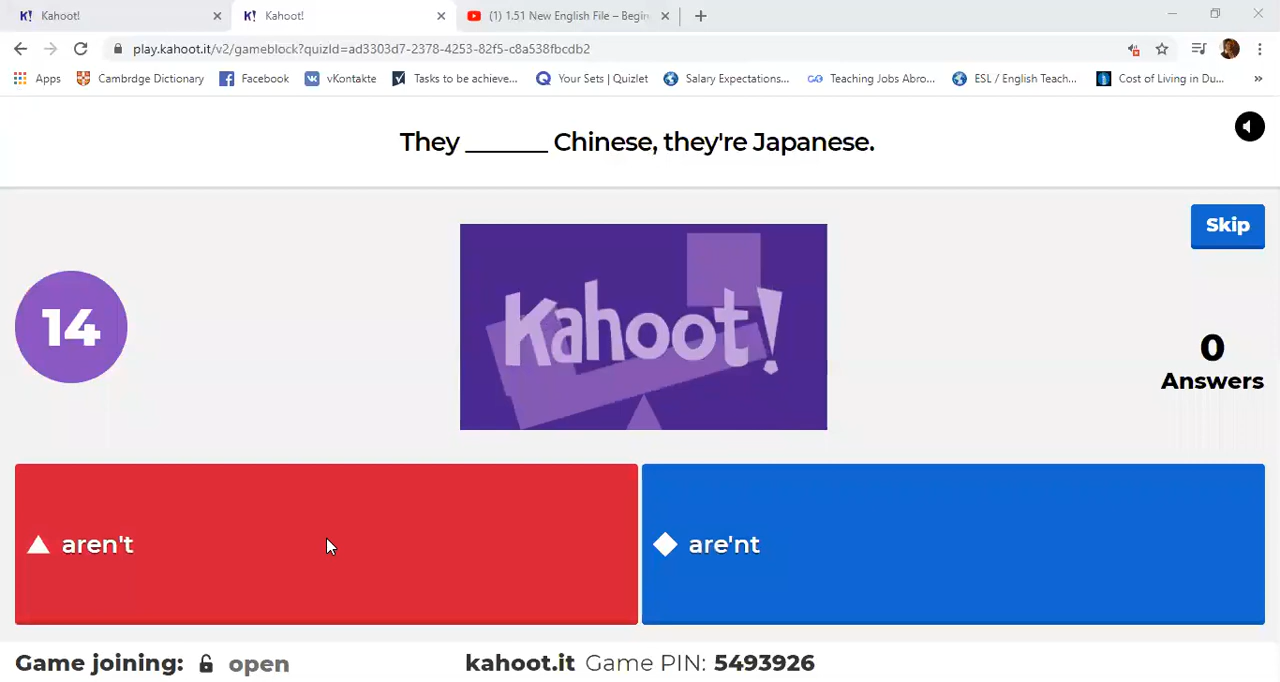 Kahoot!
Kahoot!
(1) 1.51 New English File – Begin
play.kahoot.it/v2/gameblock?quizId=ad3303d7-2378-4253-82f5-c8a538fbcdb2
Apps Cambrdge Dictionary Facebook vKontakte Tasks to be achieve... Your Sets | Quizlet Salary Expectations... Teaching Jobs Abro... ESL / English Teach... Cost of Living in Du... »
They ______ Chinese, they're Japanese.
Skip
14
Kahoot!
0
Answers
aren't
are'nt
Game joining: open kahoot.it Game PIN: 5493926